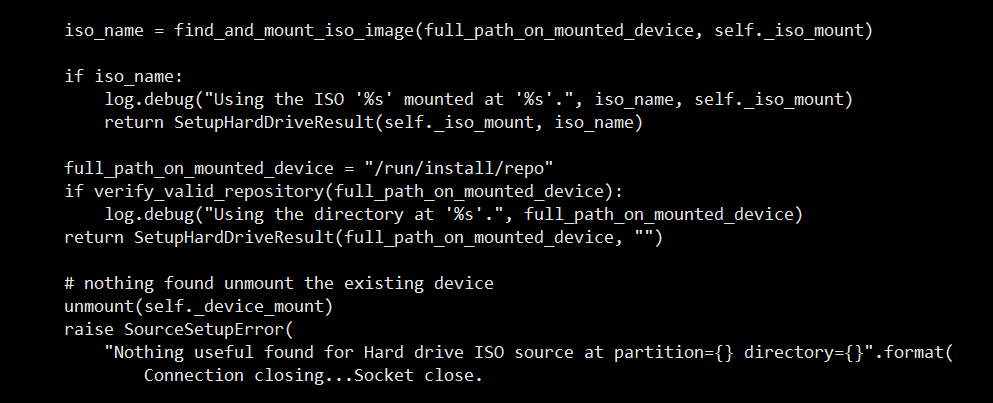 iso_name = find_and_mount_iso_image(full_path_on_mounted_device, self._iso_mount)
if iso_name:
log.debug("Using the ISO '%s' mounted at '%s'.", iso_name, self._iso_mount)
return SetupHardDriveResult(self._iso_mount, iso_name)
full_path_on_mounted_device = "/run/install/repo"
if verify_valid_repository(full_path_on_mounted_device):
log.debug("Using the directory at '%s'.", full_path_on_mounted_device)
return SetupHardDriveResult(full_path_on_mounted_device, "")
# nothing found unmount the existing device
unmount(self._device_mount)
raise SourceSetupError(
"Nothing useful found for Hard drive ISO source at partition={} directory={}".format(
Connection closing...Socket close.